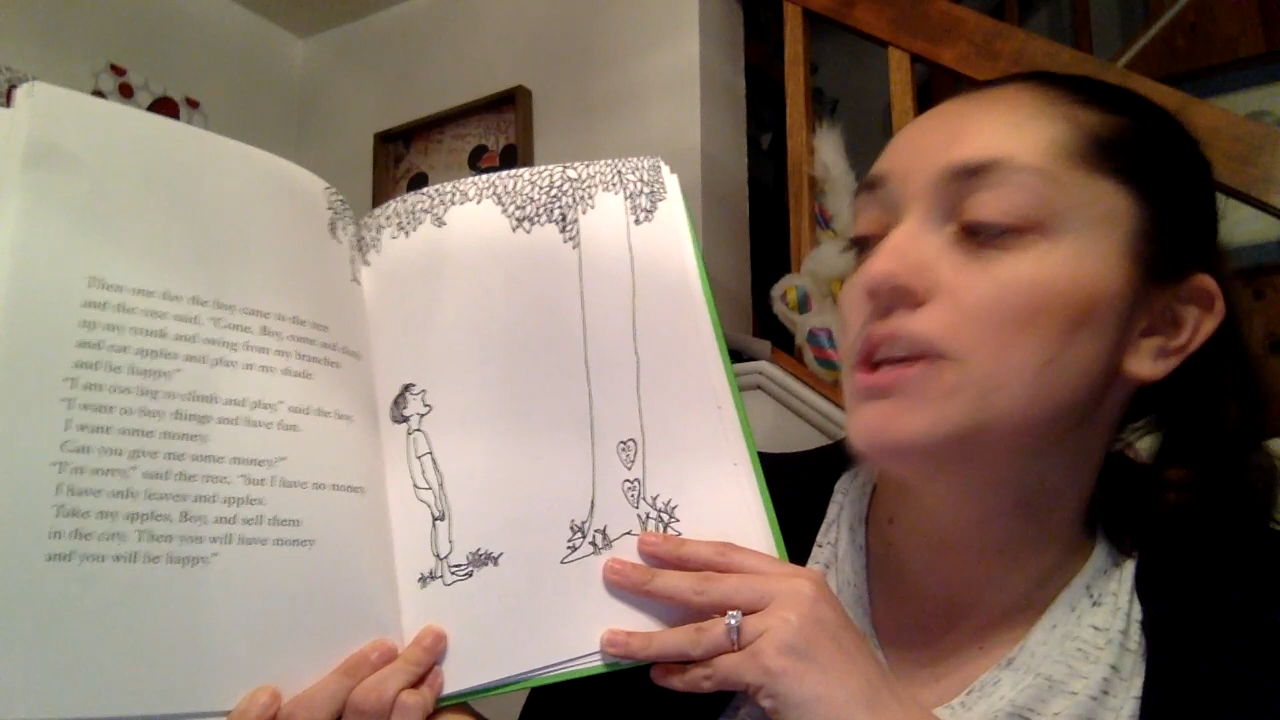 Then one day the boy came to the tree
and the tree said, "Come, Boy, come and climb
up my trunk and swing from my branches
and eat apples and play in my shade
and be happy."
"I am too big to climb and play," said the boy.
"I want to buy things and have fun.
I want some money.
Can you give me some money?"
"I'm sorry," said the tree, "but I have no money.
I have only leaves and apples.
Take my apples, Boy, and sell them
in the city. Then you will have money
and you will be happy."